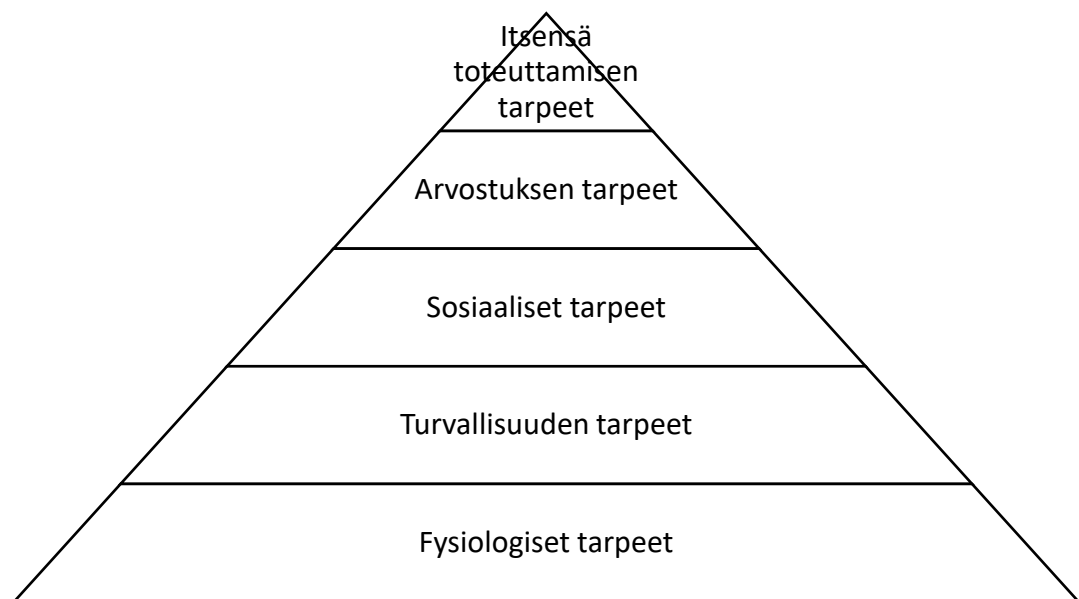 Itsensä
toteuttamisen
tarpeet
Arvostuksen tarpeet
Sosiaaliset tarpeet
Turvallisuuden tarpeet
Fysiologiset tarpeet